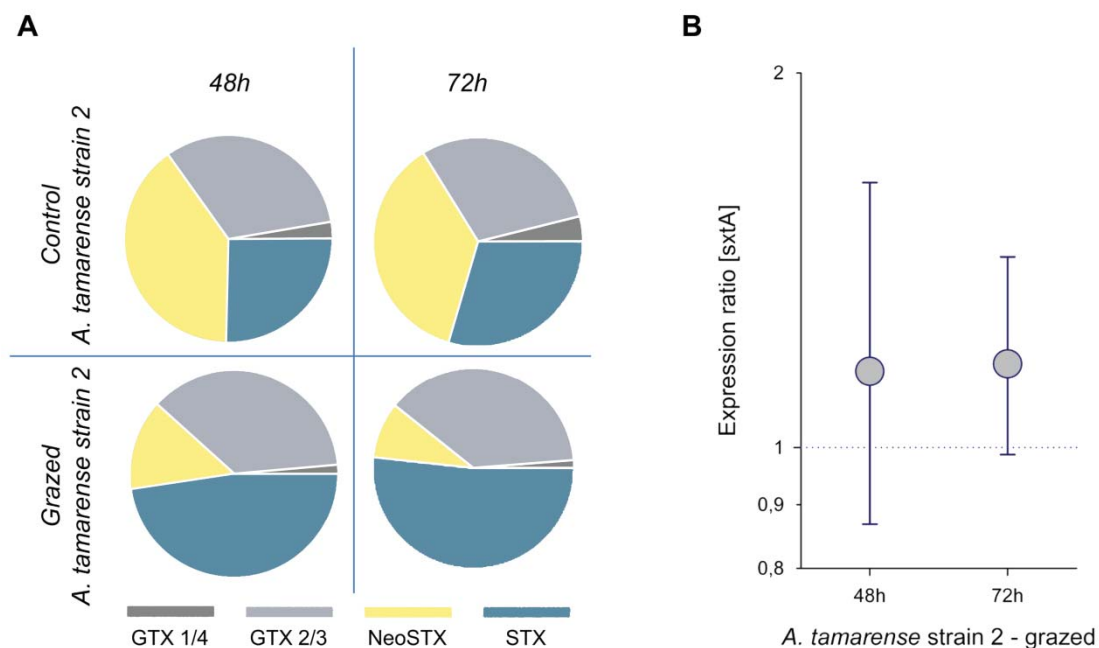 A
48h
72h
Control
A. tamarense strain 2
Grazed
A. tamarense strain 2
GTX 1/4
GTX 2/3
NeoSTX
STX
B
Expression ratio [sxtA]
2
1
0,9
0,8
48h
72h
A. tamarense strain 2 - grazed